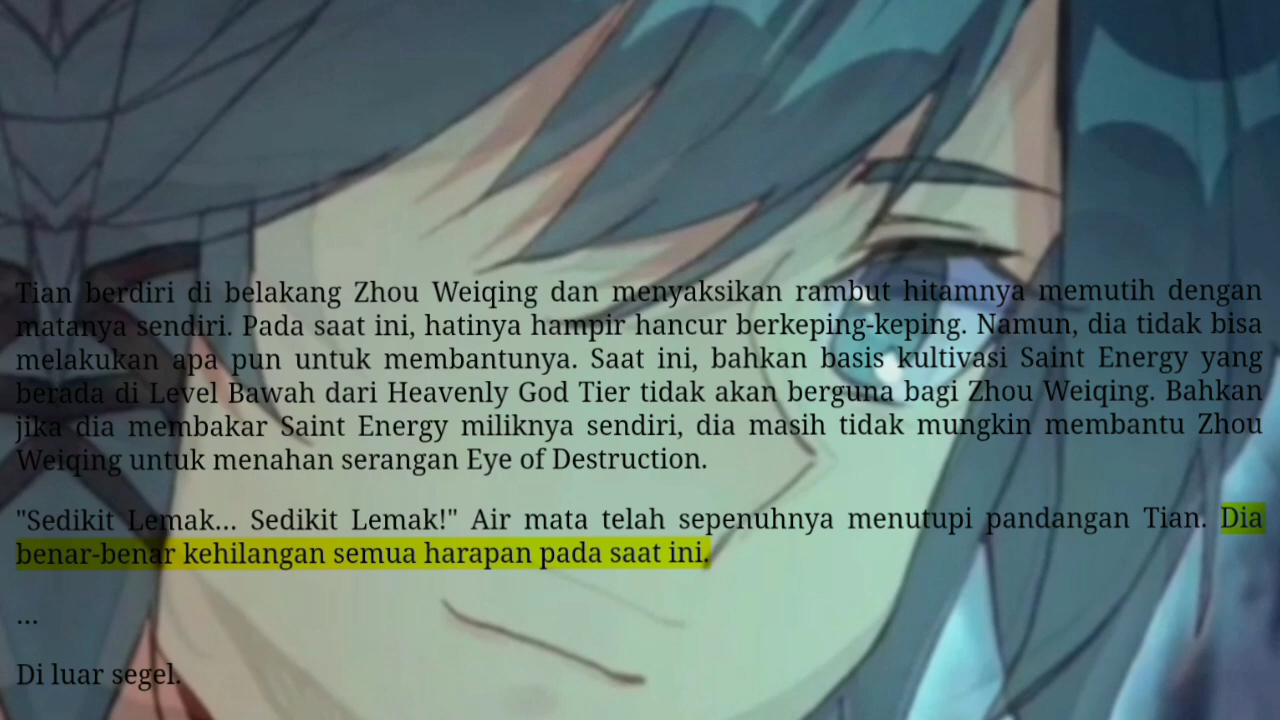 Tian berdiri di belakang Zhou Weiqing dan menyaksikan rambut hitamnya memutih dengan
matanya sendiri. Pada saat ini, hatinya hampir hancur berkeping-keping. Namun, dia tidak bisa
melakukan apa pun untuk membantunya. Saat ini, bahkan basis kultivasi Saint Energy yang
berada di Level Bawah dari Heavenly God Tier tidak akan berguna bagi Zhou Weiqing. Bahkan
jika dia membakar Saint Energy miliknya sendiri, dia masih tidak mungkin membantu Zhou
Weiqing untuk menahan serangan Eye of Destruction.
"Sedikit Lemak... Sedikit Lemak!" Air mata telah sepenuhnya menutupi pandangan Tian. Dia
benar-benar kehilangan semua harapan pada saat ini.
...
Di luar segel.